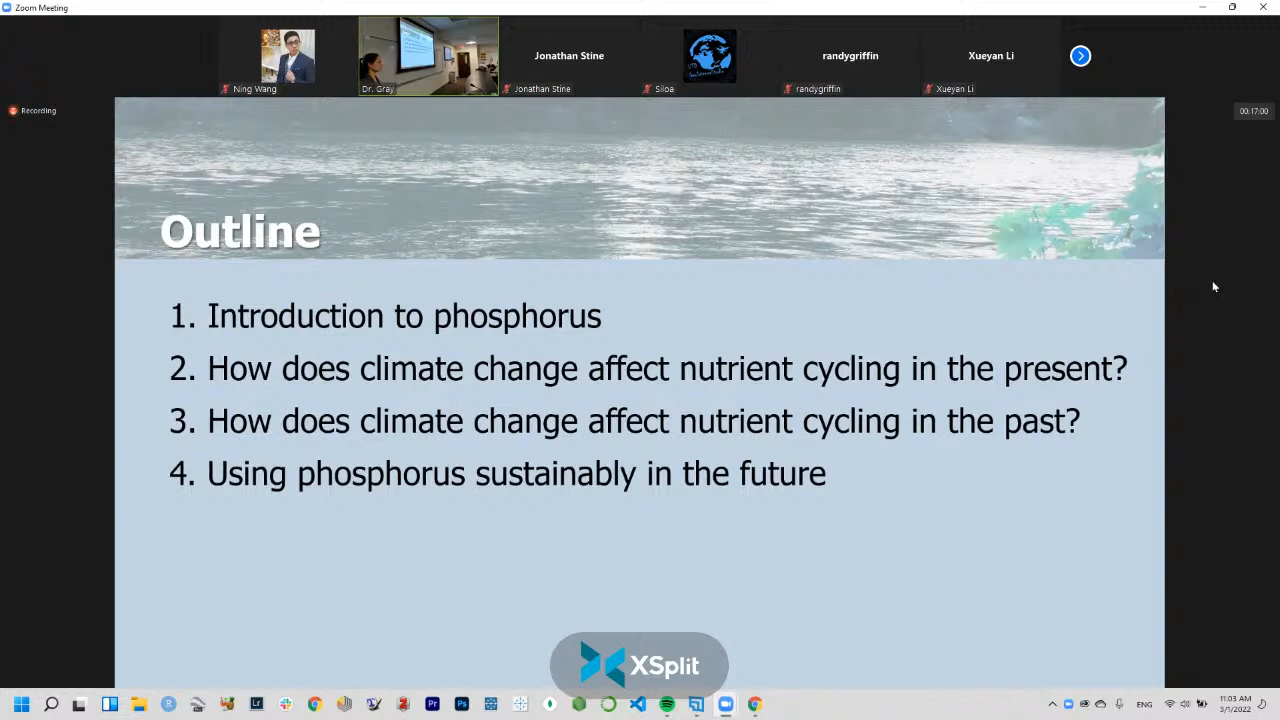 Zoom Meeting
Jonathan Stine
randygriffin
Xueyan Li
Ning Wang
Dr. Gray
Jonathan Stine
Siloa
randygriffin
Xueyan Li
Recording
00:17:00
Outline
1. Introduction to phosphorus
2. How does climate change affect nutrient cycling in the present?
3. How does climate change affect nutrient cycling in the past?
4. Using phosphorus sustainably in the future
XSplit
R
Lr
Pr
Ps
ENG
11:03 AM
3/1/2022